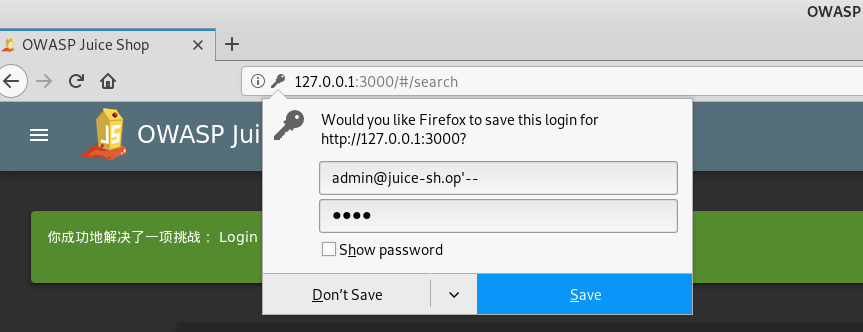 OWASP
OWASP Juice Shop
127.0.0.1:3000/#/search
Would you like Firefox to save this login for
http://127.0.0.1:3000?
JS
OWASP Jui
admin@juice-sh.op'--
你成功地解决了一项挑战： Login
Show password
Don't Save
Save